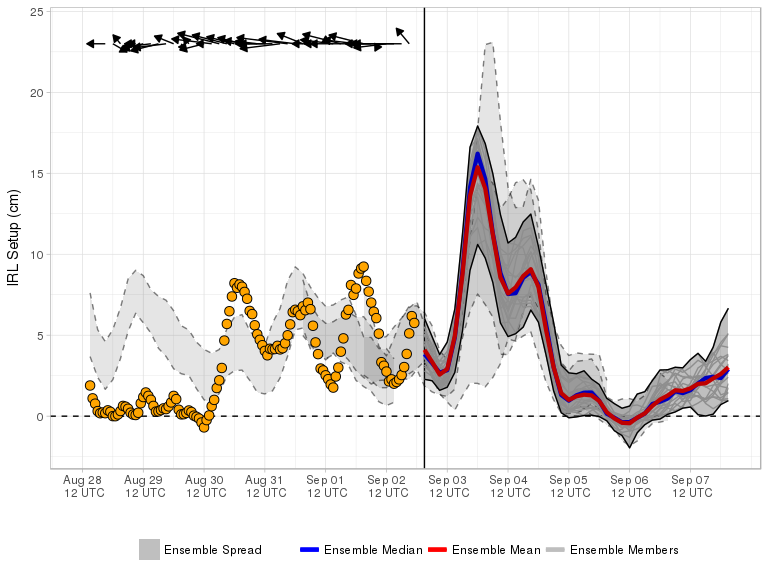 25
20
15
10
5
0
IRL Setup (cm)
Aug 28
12 UTC
Aug 29
12 UTC
Aug 30
12 UTC
Aug 31
12 UTC
Sep 01
12 UTC
Sep 02
12 UTC
Sep 03
12 UTC
Sep 04
12 UTC
Sep 05
12 UTC
Sep 06
12 UTC
Sep 07
12 UTC
Ensemble Spread
Ensemble Median
Ensemble Mean
Ensemble Members